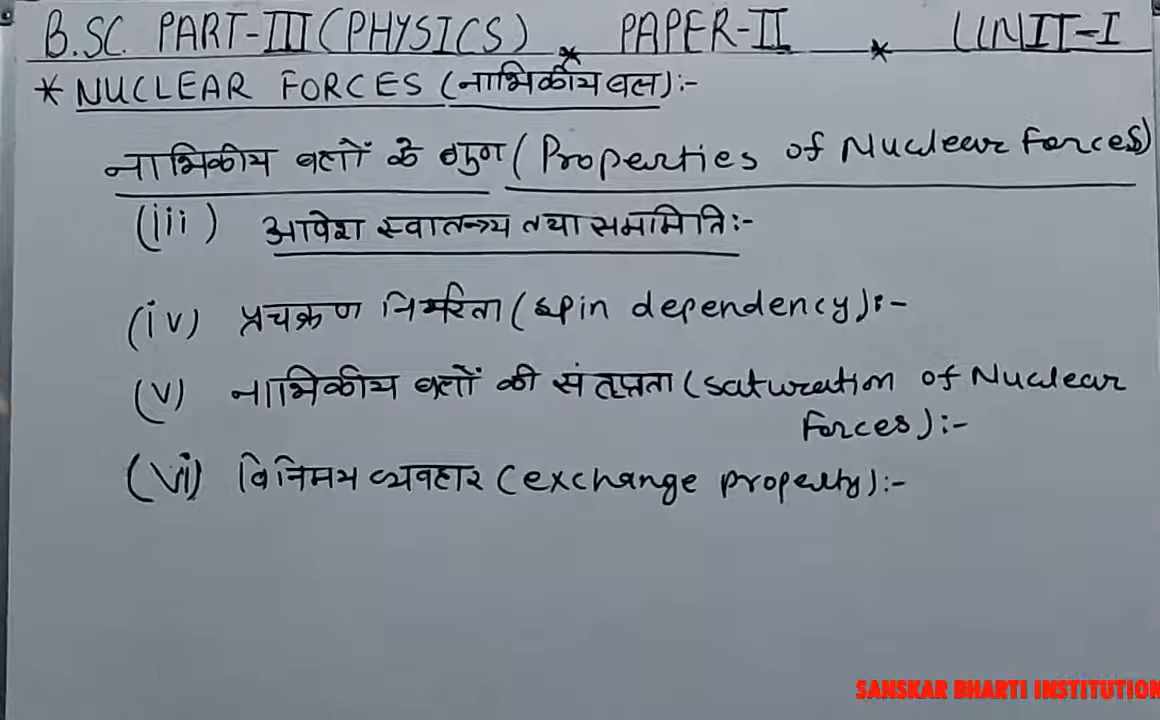 B.SC. PART-III (PHYSICS) * PAPER-II * UNIT-I
* NUCLEAR FORCES (नाभिकीय बल):-
नाभिकीय बलों के गुण (Properties of Nuclear Forces)
(iii) आवेश स्वातन्त्र्य तथा सममिति:-
(iv) प्रचक्रण निर्भरता (spin dependency):-
(v) नाभिकीय बलों की संतृप्तता (saturation of Nuclear
Forces):-
(vi) विनिमय व्यवहार (exchange property):-
SANSKAR BHARTI INSTITUTION